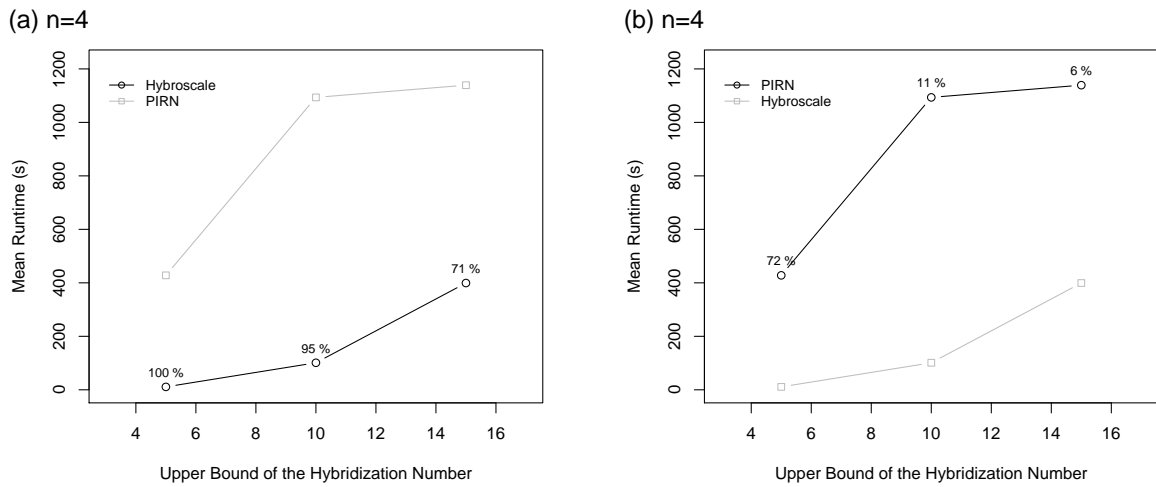 (a) n=4
Mean Runtime (s)
1200
1000
800
600
400
200
0
Hybroscale
PIRN
100 %
95 %
71 %
4 6 8 10 12 14 16
Upper Bound of the Hybridization Number
(b) n=4
Mean Runtime (s)
1200
1000
800
600
400
200
0
PIRN
Hybroscale
72 %
11 %
6 %
4 6 8 10 12 14 16
Upper Bound of the Hybridization Number